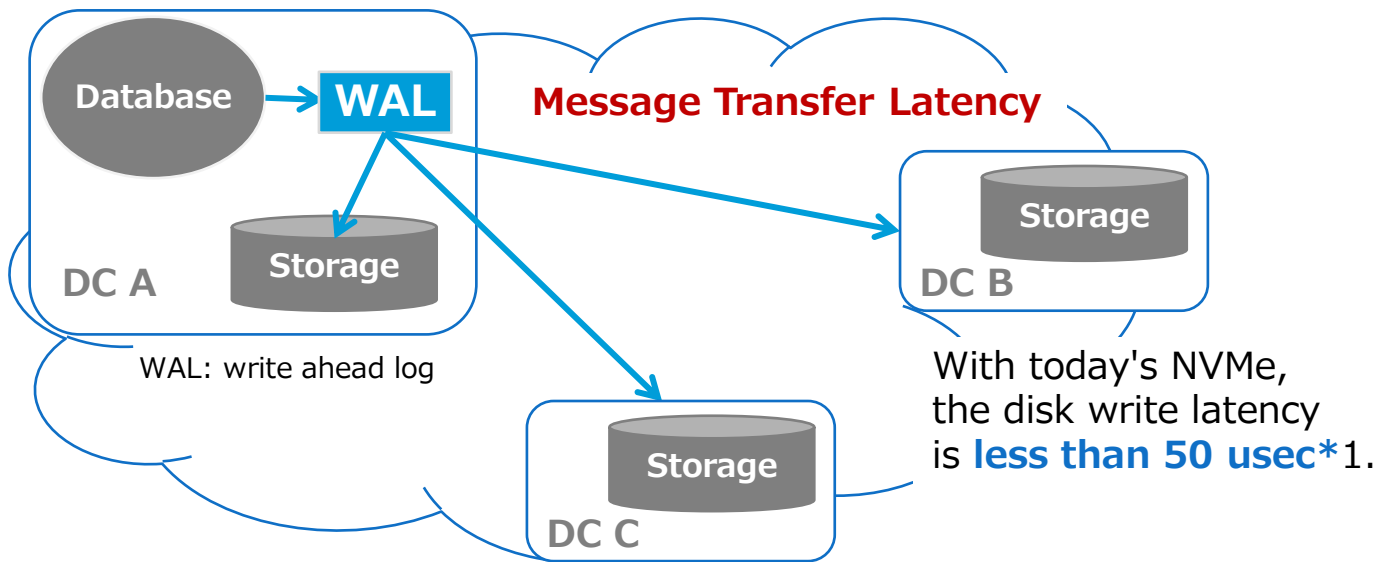 Database
WAL
Message Transfer Latency
Storage
DC A
Storage
DC B
WAL: write ahead log
With today's NVMe,
the disk write latency
is less than 50 usec*1.
Storage
DC C